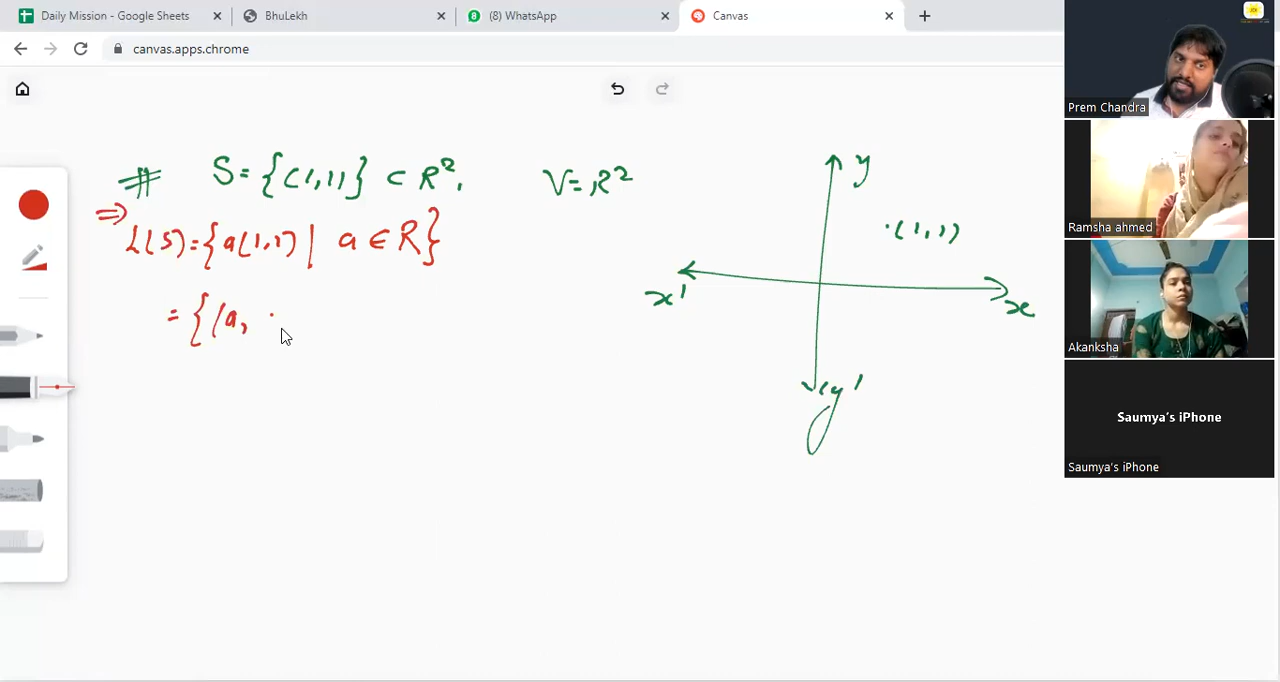 Daily Mission - Google Sheets
BhuLekh
(8) WhatsApp
Canvas
canvas.apps.chrome
# S = {(1,1)} ⊂ R². V = R²
⇒ L(S) = {a(1,1) | a ∈ R}
= {(a,
y
.(1,1)
x'
x
y'
Prem Chandra
Ramsha ahmed
Akanksha
Saumya's iPhone
Saumya's iPhone